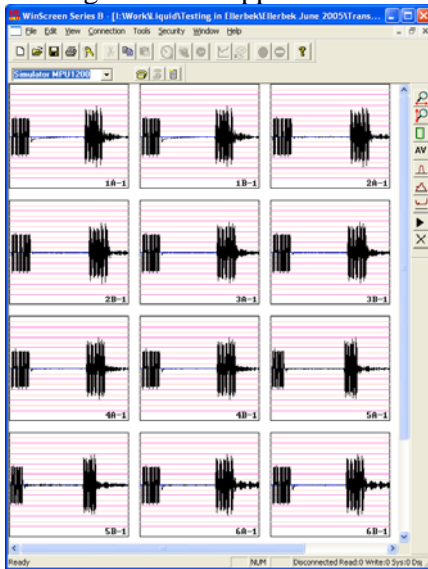 WinScreen Series B - [I:\Work\Liquid\Testing in Ellerbek\Ellerbek June 2005\Trans...
File Edit View Connection Tools Security Window Help
Simulator MPU1200
AV
1A-1 1B-1 2A-1
2B-1 3A-1 3B-1
4A-1 4B-1 5A-1
5B-1 6A-1 6B-1
Ready NUM Disconnected Read:0 Write:0 Sys:0 Dsj